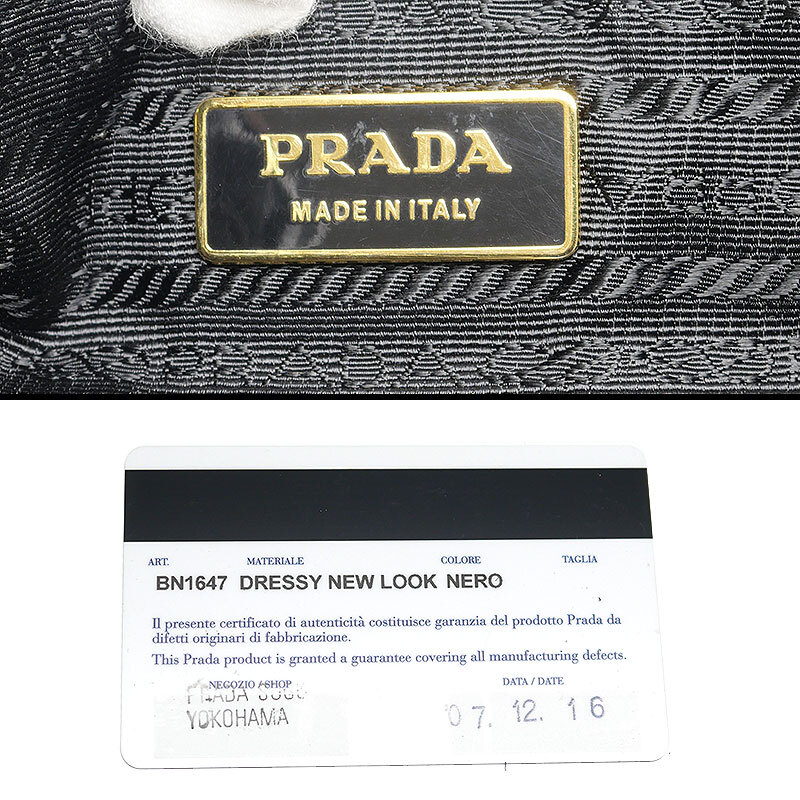 PRADA
MADE IN ITALY
ART. MATERIALE COLORE TAGLIA
BN1647 DRESSY NEW LOOK NERO
Il presente certificato di autenticità costituisce garanzia del prodotto Prada da
difetti originari di fabbricazione.
This Prada product is granted a guarantee covering all manufacturing defects.
NEGOZIO / SHOP DATA / DATE
PRADA
YOKOHAMA
07. 12. 16